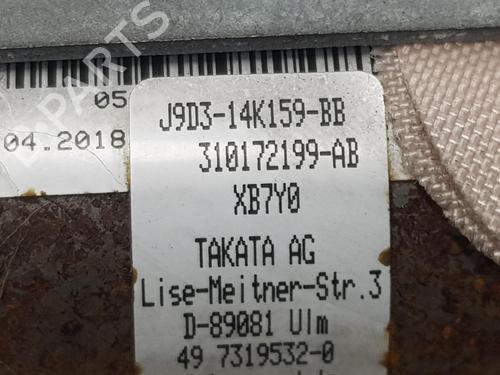 05
04.2018
J9D3-14K159-BB
310172199-AB
XB7Y0
TAKATA AG
Lise-Meitner-Str.3
D-89081 Ulm
49 7319532-0